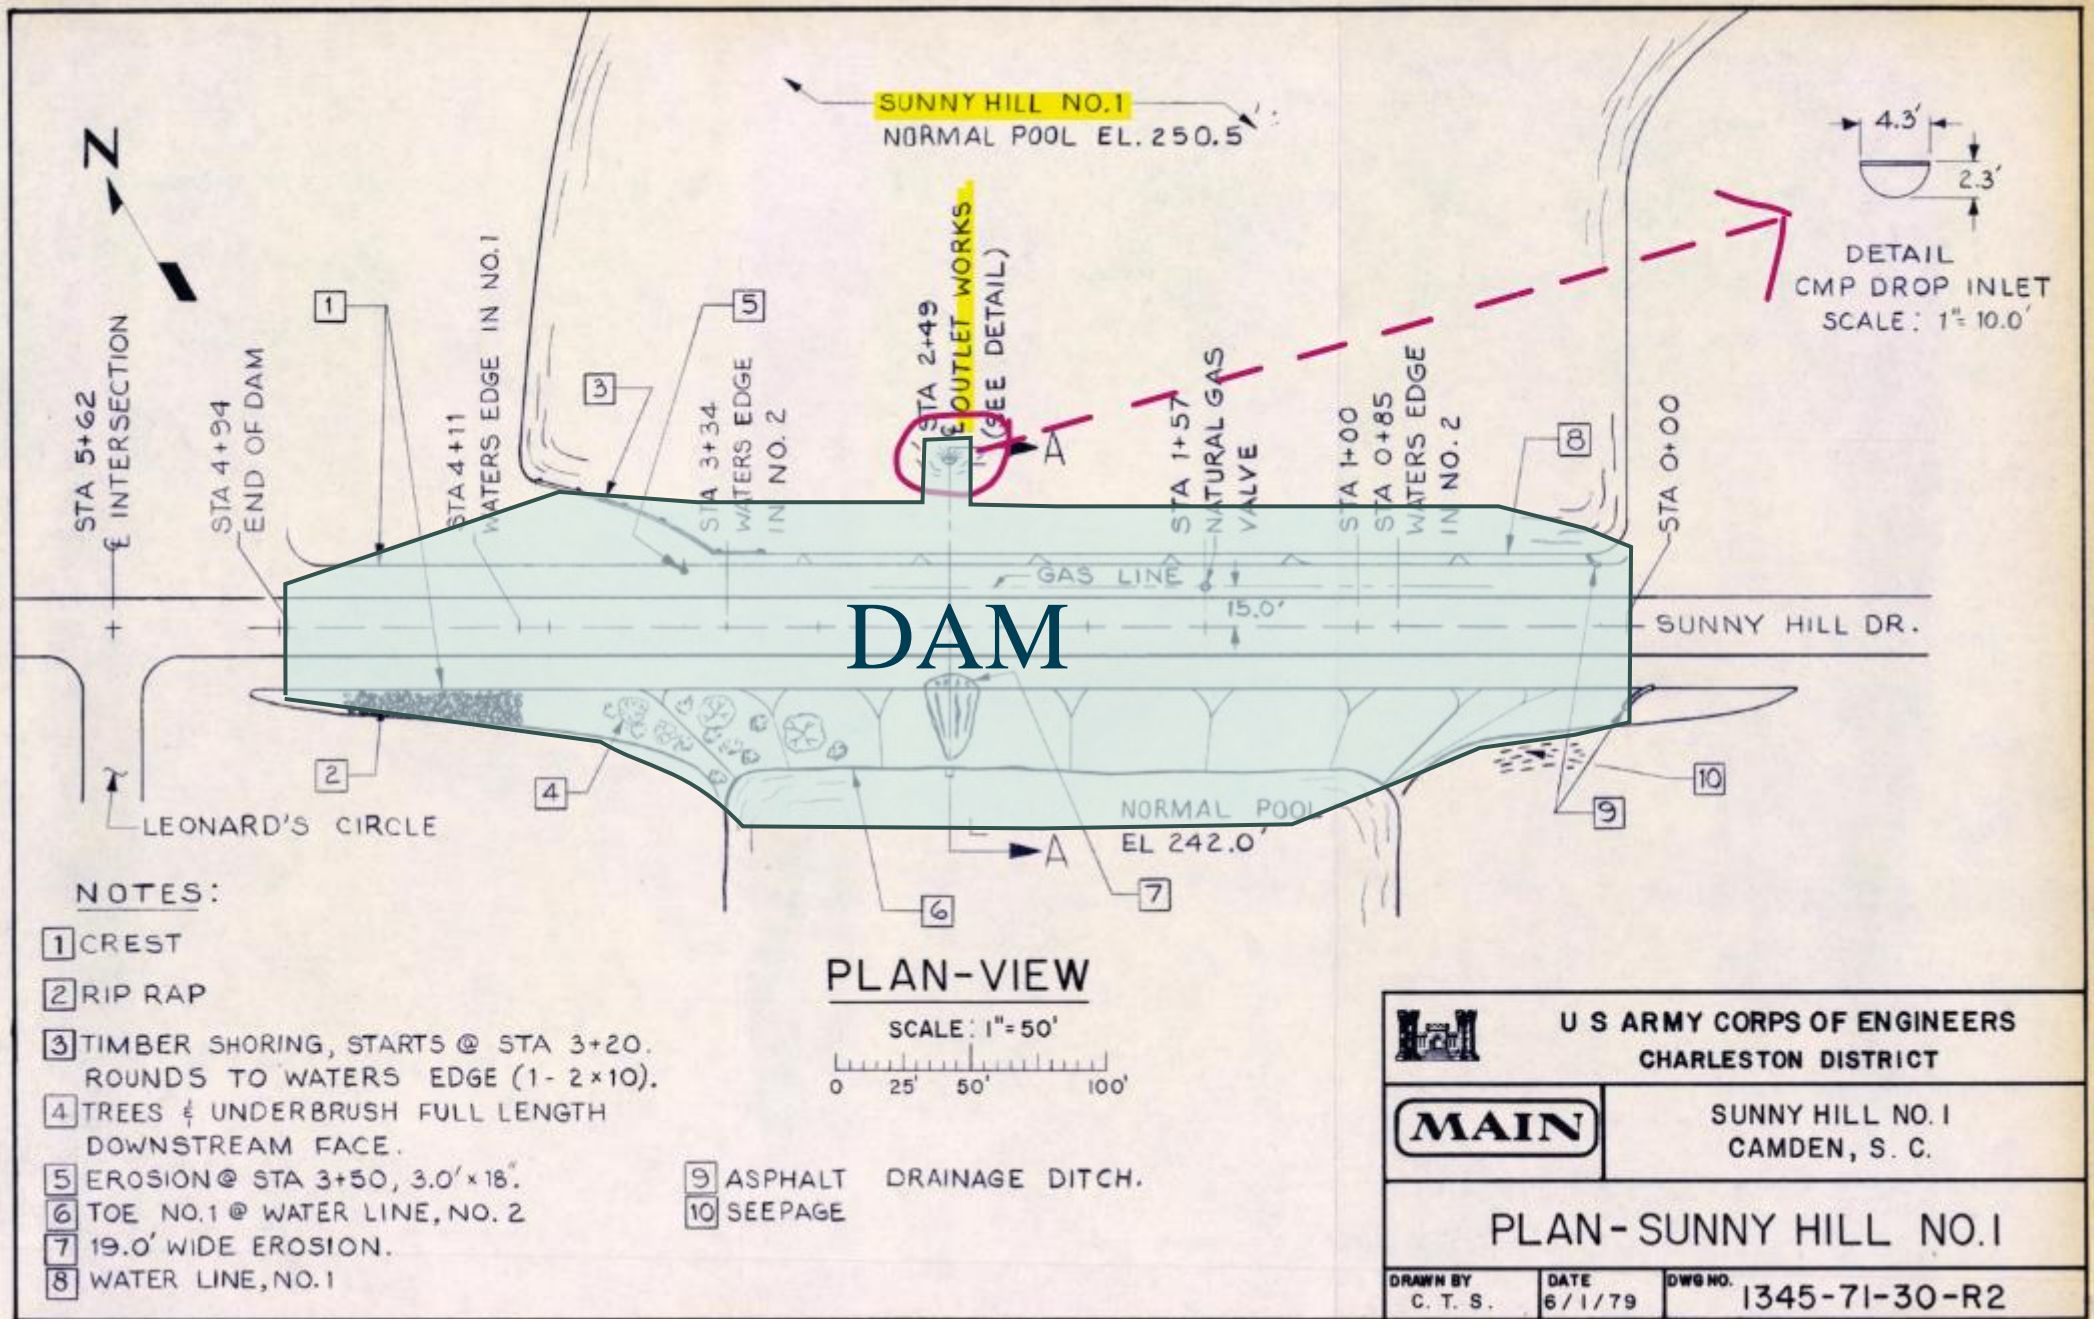 SUNNY HILL NO.1
NORMAL POOL EL. 250.5'
N
4.3'
2.3'
DETAIL
CMP DROP INLET
SCALE: 1"= 10.0'
1
5
3
8
STA 5+62
℄ INTERSECTION
STA 4+94
END OF DAM
STA 4+11
WATERS EDGE IN NO.1
STA 3+34
WATERS EDGE
IN NO. 2
STA 2+49
℄ OUTLET WORKS
(SEE DETAIL)
A
STA 1+57
NATURAL GAS
VALVE
STA 1+00
STA 0+85
WATERS EDGE
IN NO. 2
STA 0+00
GAS LINE
15.0'
DAM
SUNNY HILL DR.
2
4
10
9
LEONARD'S CIRCLE
NORMAL POOL
EL 242.0'
A
6
7
NOTES:
1 CREST
2 RIP RAP
3 TIMBER SHORING, STARTS @ STA 3+20.
ROUNDS TO WATERS EDGE (1- 2×10).
4 TREES & UNDERBRUSH FULL LENGTH
DOWNSTREAM FACE.
5 EROSION @ STA 3+50, 3.0'×18".
6 TOE NO.1 @ WATER LINE, NO. 2
7 19.0' WIDE EROSION.
8 WATER LINE, NO.1
9 ASPHALT DRAINAGE DITCH.
10 SEEPAGE
PLAN-VIEW
SCALE: 1"=50'
0 25' 50' 100'
U S ARMY CORPS OF ENGINEERS
CHARLESTON DISTRICT
MAIN
SUNNY HILL NO. 1
CAMDEN, S. C.
PLAN-SUNNY HILL NO.1
DRAWN BY
C. T. S.
DATE
6/1/79
DWG NO.
1345-71-30-R2